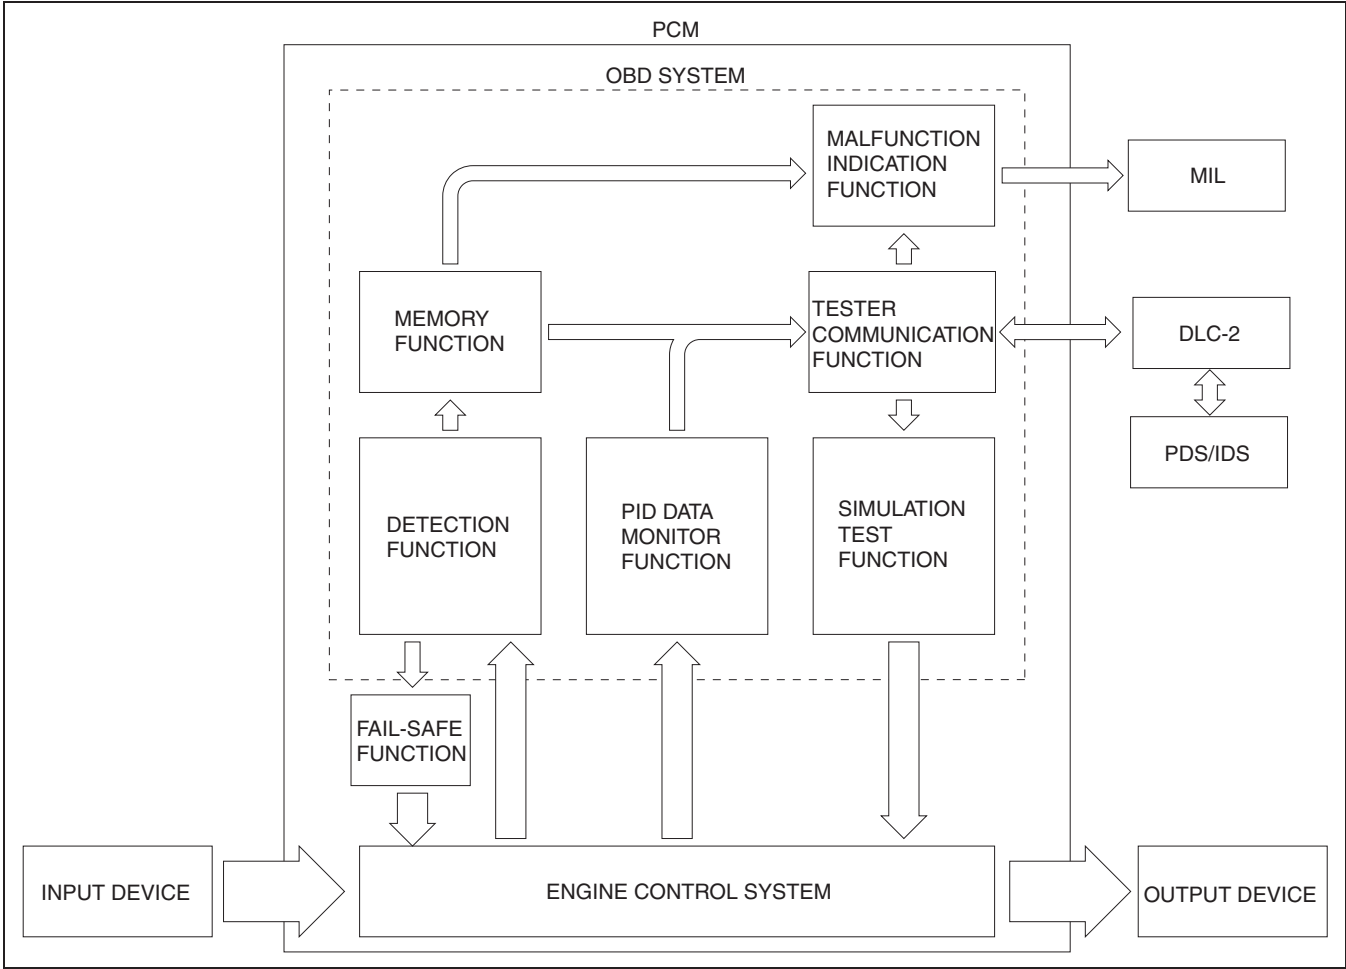 PCM
OBD SYSTEM
MALFUNCTION
INDICATION
FUNCTION
MIL
MEMORY
FUNCTION
TESTER
COMMUNICATION
FUNCTION
DLC-2
PDS/IDS
DETECTION
FUNCTION
PID DATA
MONITOR
FUNCTION
SIMULATION
TEST
FUNCTION
FAIL-SAFE
FUNCTION
INPUT DEVICE
ENGINE CONTROL SYSTEM
OUTPUT DEVICE